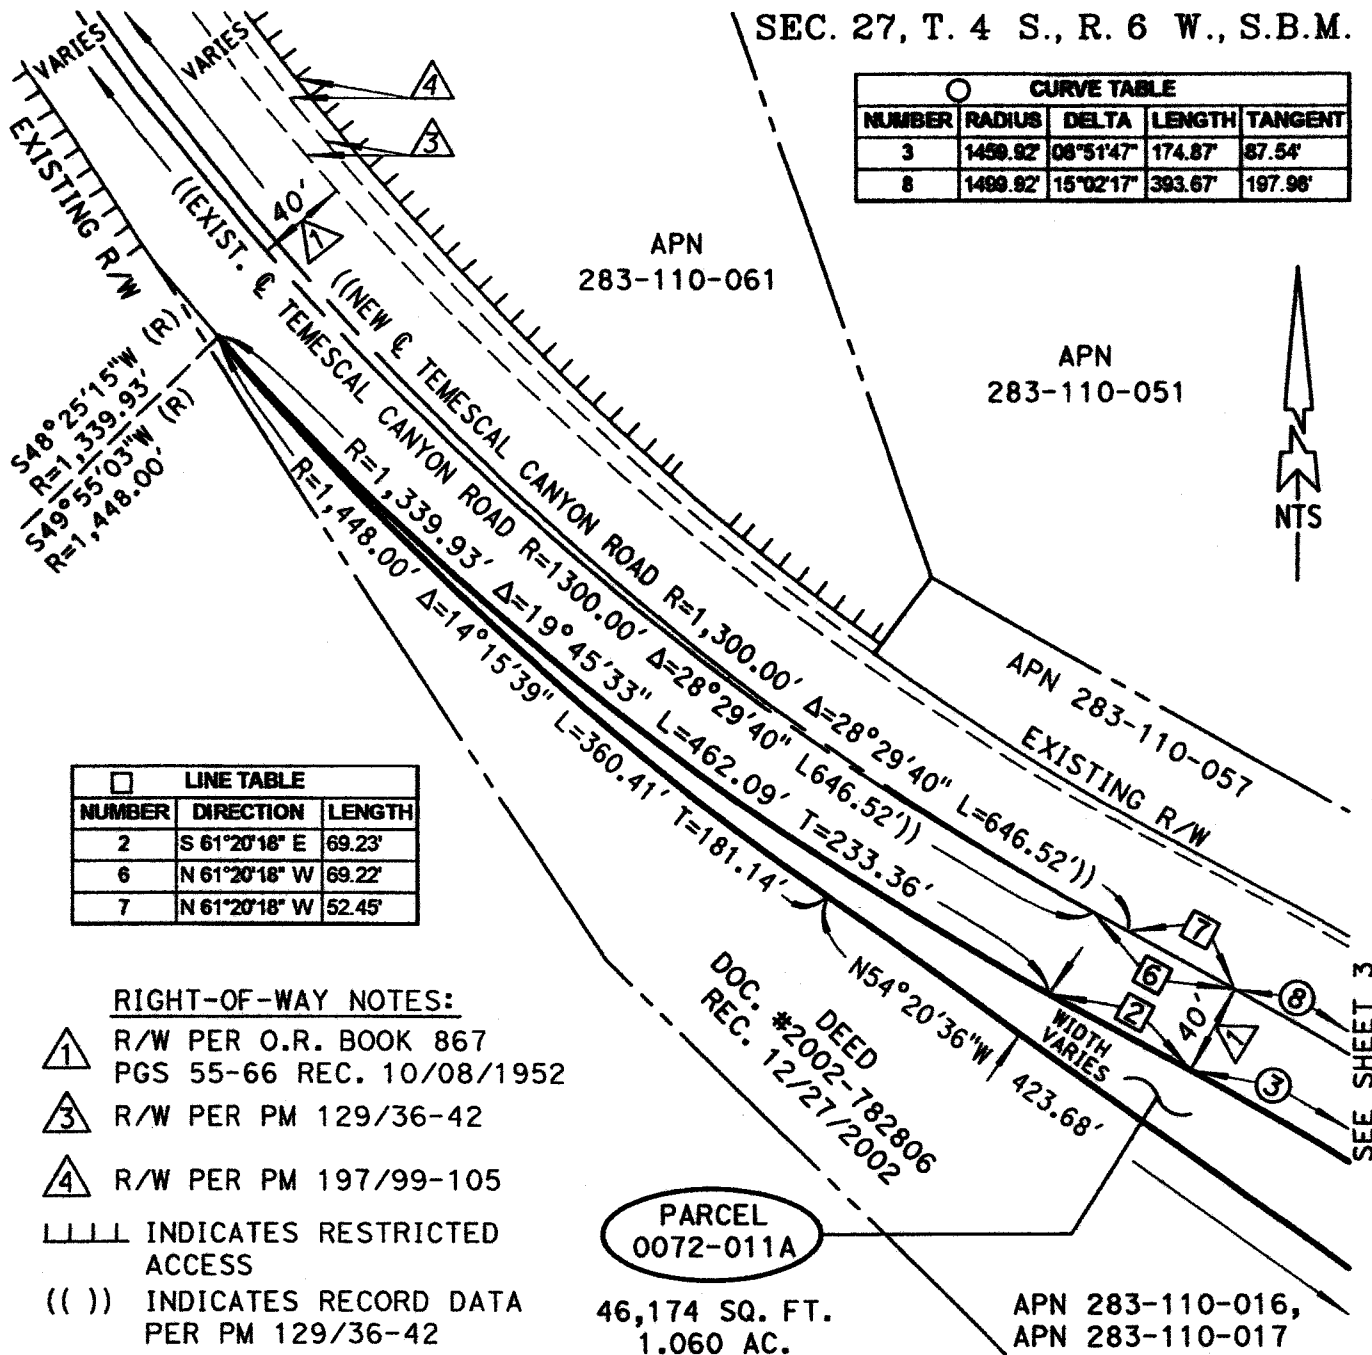 SEC. 27, T. 4 S., R. 6 W., S.B.M.
CURVE TABLE
NUMBER RADIUS DELTA LENGTH TANGENT
3 1459.92' 06°51'47" 174.87' 87.54'
8 1499.92' 15°02'17" 393.67' 197.96'
VARIES
VARIES
4
3
EXISTING R/W
40'
1
((EXIST. ℄ TEMESCAL CANYON ROAD R=1300.00' Δ=28°29'40" L646.52'))
((NEW ℄ TEMESCAL CANYON ROAD R=1,300.00' Δ=28°29'40" L=646.52'))
APN
283-110-061
APN
283-110-051
NTS
S48°25'15"W (R)
R=1,339.93'
S49°55'03"W (R)
R=1,448.00'
R=1,339.93' Δ=19°45'33" L=462.09' T=233.36'
R=1,448.00' Δ=14°15'39" L=360.41' T=181.14'
APN 283-110-057
EXISTING R/W
LINE TABLE
NUMBER DIRECTION LENGTH
2 S 61°20'18" E 69.23'
6 N 61°20'18" W 69.22'
7 N 61°20'18" W 52.45'
7
6
2
8
3
40'
1
WIDTH
VARIES
N54°20'36"W 423.68'
SEE SHEET 3
DEED
DOC. #2002-782806
REC. 12/27/2002
RIGHT-OF-WAY NOTES:
1 R/W PER O.R. BOOK 867
PGS 55-66 REC. 10/08/1952
3 R/W PER PM 129/36-42
4 R/W PER PM 197/99-105
INDICATES RESTRICTED
ACCESS
(( )) INDICATES RECORD DATA
PER PM 129/36-42
PARCEL
0072-011A
46,174 SQ. FT.
1.060 AC.
APN 283-110-016,
APN 283-110-017